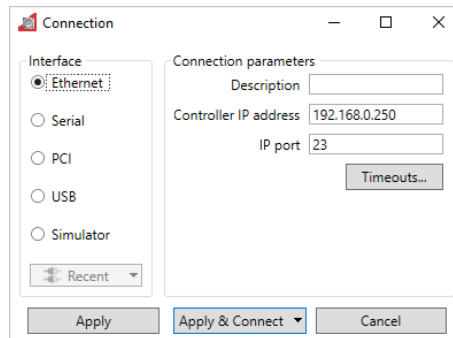 Connection
Interface
Ethernet
Serial
PCI
USB
Simulator
Recent
Connection parameters
Description
Controller IP address 192.168.0.250
IP port 23
Timeouts...
Apply
Apply & Connect
Cancel